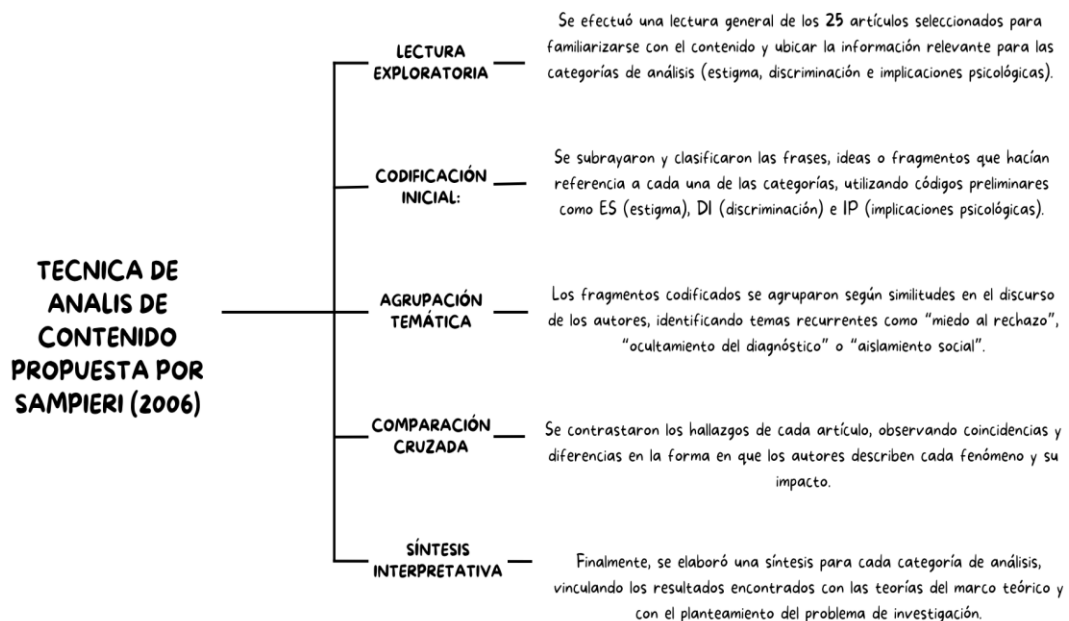 TECNICA DE
ANALIS DE
CONTENIDO
PROPUESTA POR
SAMPIERI (2006)
LECTURA
EXPLORATORIA
Se efectuó una lectura general de los 25 artículos seleccionados para
familiarizarse con el contenido y ubicar la información relevante para las
categorías de análisis (estigma, discriminación e implicaciones psicológicas).
CODIFICACIÓN
INICIAL:
Se subrayaron y clasificaron las frases, ideas o fragmentos que hacían
referencia a cada una de las categorías, utilizando códigos preliminares
como ES (estigma), DI (discriminación) e IP (implicaciones psicológicas).
AGRUPACIÓN
TEMÁTICA
Los fragmentos codificados se agruparon según similitudes en el discurso
de los autores, identificando temas recurrentes como “miedo al rechazo”,
“ocultamiento del diagnóstico” o “aislamiento social”.
COMPARACIÓN
CRUZADA
Se contrastaron los hallazgos de cada artículo, observando coincidencias y
diferencias en la forma en que los autores describen cada fenómeno y su
impacto.
SÍNTESIS
INTERPRETATIVA
Finalmente, se elaboró una síntesis para cada categoría de análisis,
vinculando los resultados encontrados con las teorías del marco teórico y
con el planteamiento del problema de investigación.